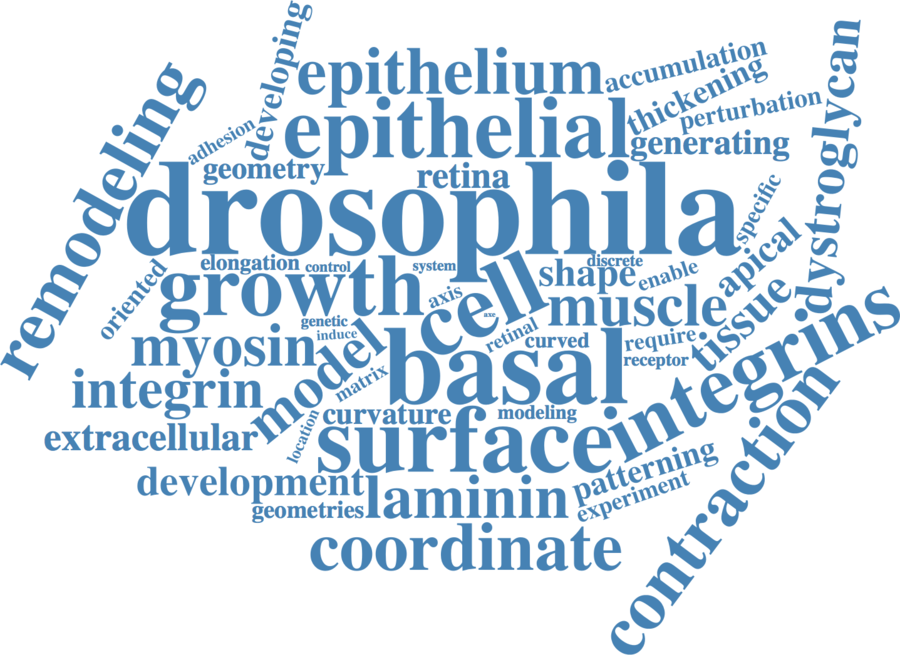 developing
epithelium
accumulation
remodeling
thickening
dystroglycan
adhesion
epithelial
perturbation
geometry
generating
retina
drosophila
specific
elongation
control
system
discrete
oriented
growth
cell
shape
enable
apical
axis
muscle
genetic
induce
axe
retinal
curved
require
receptor
tissue
myosin
model
basal
integrin
matrix
integrins
curvature
modeling
extracellular
location
surface
contraction
development
laminin
patterning
geometries
experiment
coordinate